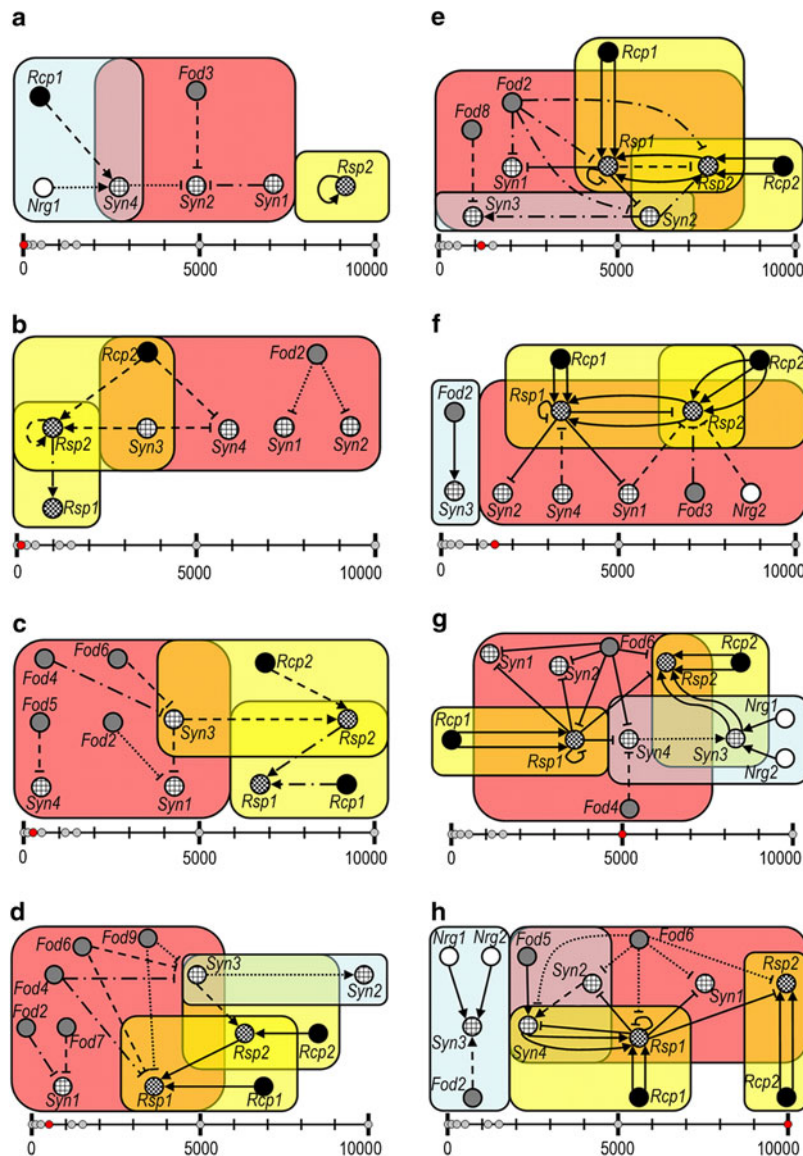 a
Rcp1
Fod3
Nrg1
Syn4
Syn2
Syn1
Rsp2
0
5000
10000
b
Rcp2
Fod2
Rsp2
Syn3
Syn4
Syn1
Syn2
Rsp1
0
5000
10000
c
Fod4
Fod6
Rcp2
Fod5
Fod2
Syn3
Rsp2
Syn4
Syn1
Rsp1
Rcp1
0
5000
10000
d
Fod6
Fod9
Fod4
Syn3
Syn2
Fod2
Fod7
Rsp2
Rcp2
Syn1
Rsp1
Rcp1
0
5000
10000
e
Rcp1
Fod2
Fod8
Rsp1
Syn1
Rsp2
Rcp2
Syn3
Syn2
0
5000
10000
f
Rcp1
Rcp2
Fod2
Rsp1
Rsp2
Syn3
Syn2
Syn4
Syn1
Fod3
Nrg2
0
5000
10000
g
Fod6
Rcp2
Syn1
Syn2
Rsp2
Nrg1
Rcp1
Rsp1
Syn4
Syn3
Nrg2
Fod4
0
5000
10000
h
Nrg1
Nrg2
Fod5
Fod6
Rsp2
Syn2
Syn1
Syn3
Syn4
Rsp1
Fod2
Rcp1
Rcp2
0
5000
10000